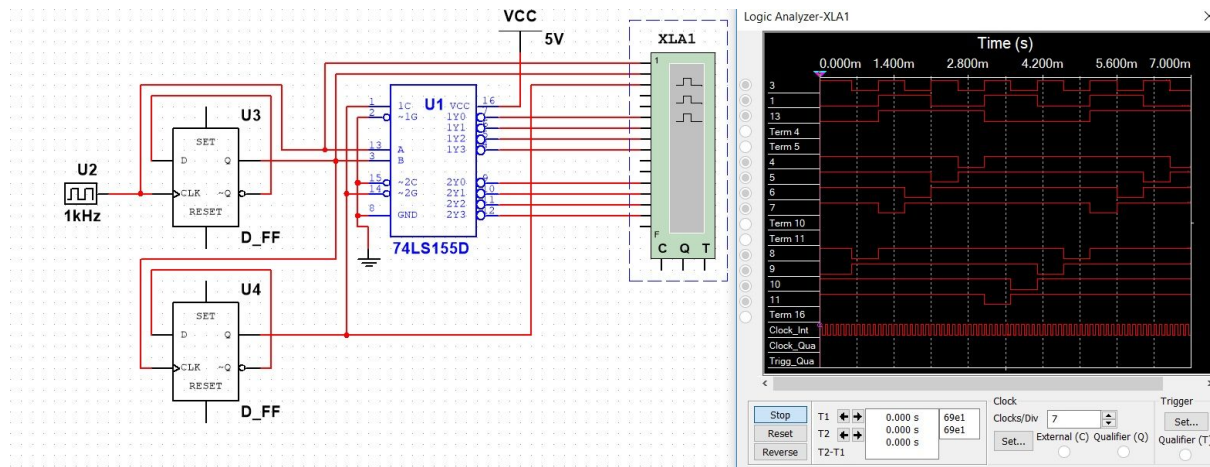 VCC
5V
XLA1
U3
SET
D
Q
CLK
~Q
RESET
D_FF
U2
1kHz
U1
1
1C
VCC
16
2
~1G
1Y0
7
1Y1
1Y2
13
A
1Y3
3
B
15
~2C
2Y0
9
14
~2G
2Y1
10
2Y2
11
8
GND
2Y3
12
74LS155D
1
F
C Q T
U4
SET
D
Q
CLK
~Q
RESET
D_FF
Logic Analyzer-XLA1
Time (s)
0.000m 1.400m 2.800m 4.200m 5.600m 7.000m
3
1
13
Term 4
Term 5
4
5
6
7
Term 10
Term 11
8
9
10
11
Term 16
Clock_Int
Clock_Qua
Trigg_Qua
Stop
Reset
Reverse
T1
T2
T2-T1
0.000 s 69e1
0.000 s 69e1
0.000 s
Clock
Clocks/Div 7
Set... External (C) Qualifier (Q)
Trigger
Set...
Qualifier (T)